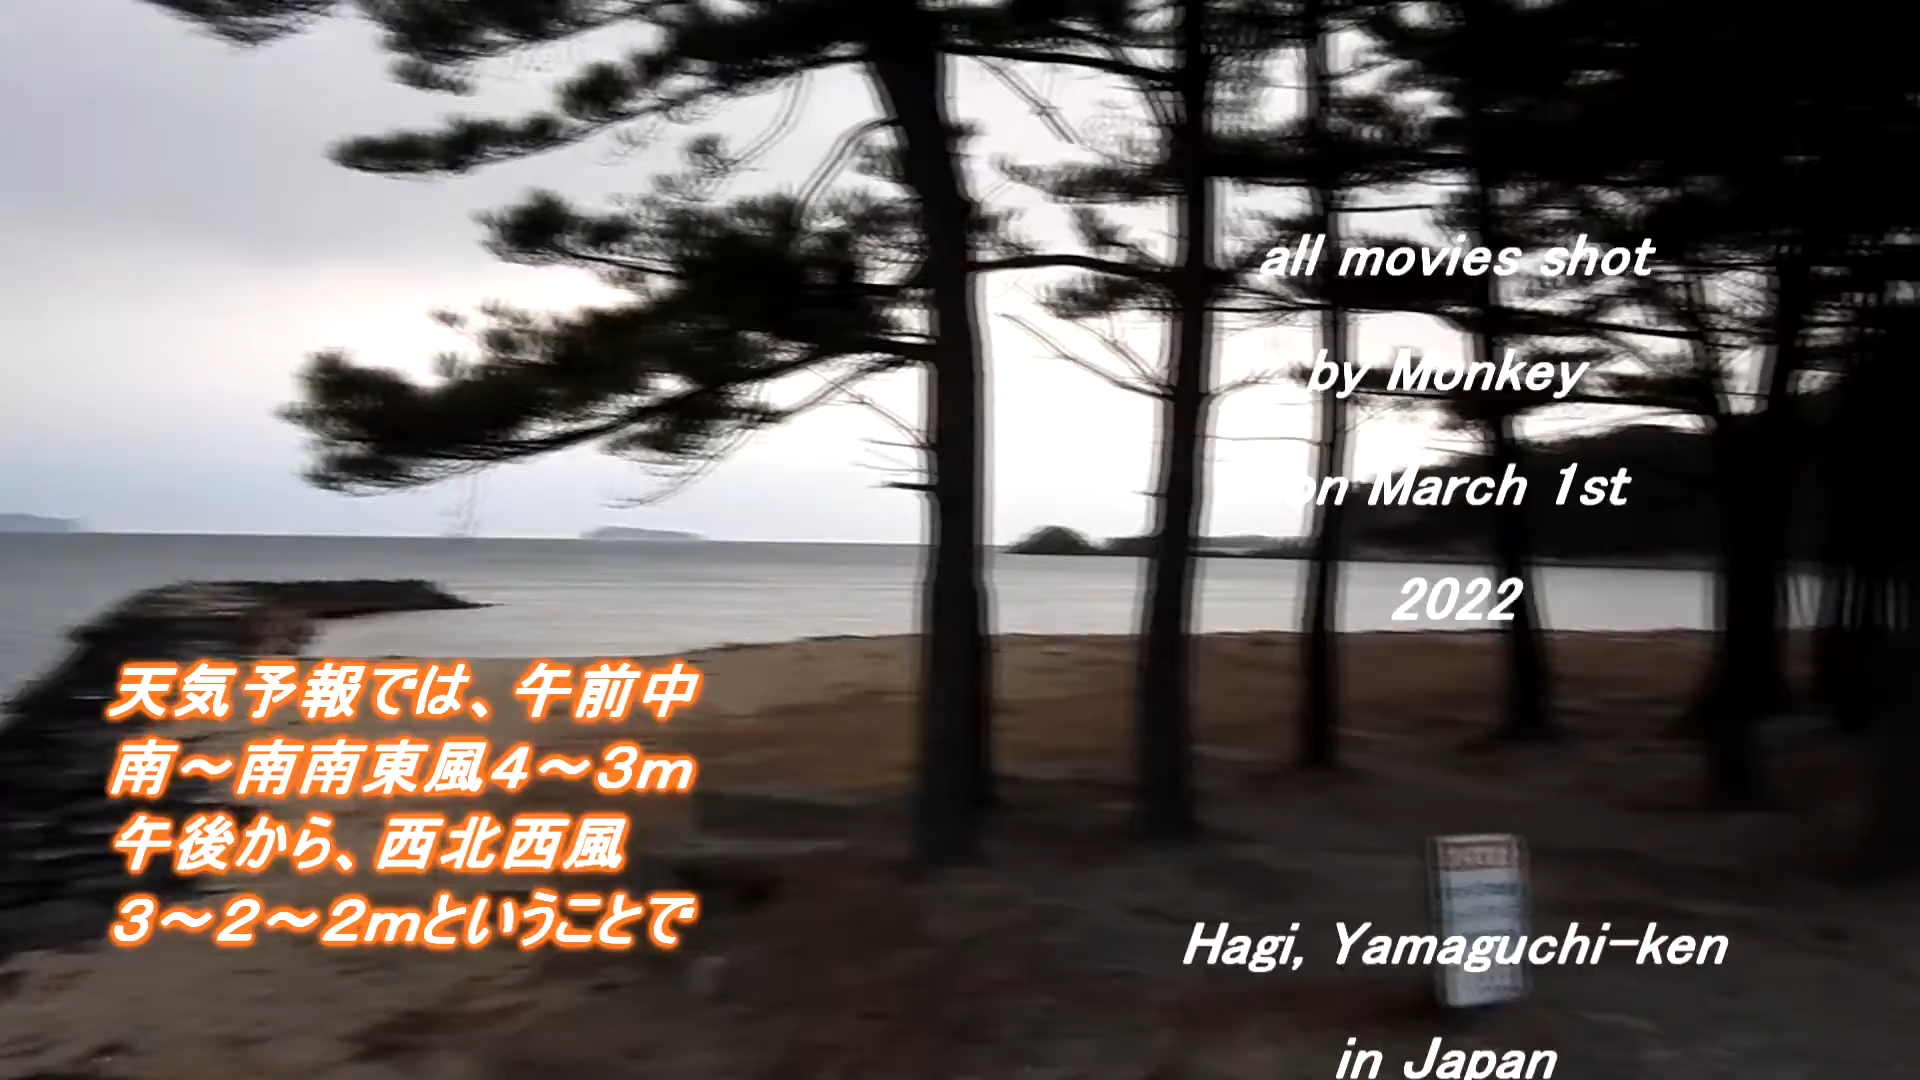 天気予報では、午前中
南～南南東風４～３ｍ
午後から、西北西風
３～２～２ｍということで
all movies shot
by Monkey
on March 1st
2022
Hagi, Yamaguchi-ken
in Japan